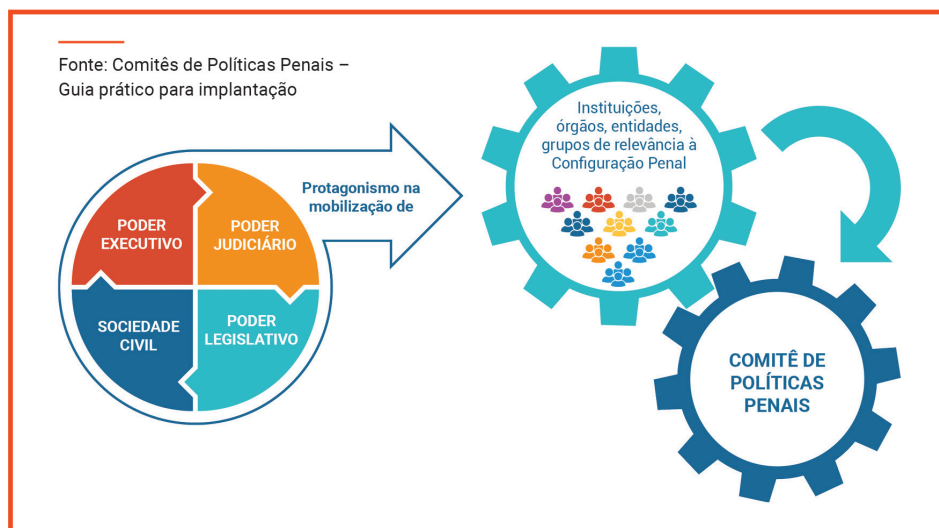 Fonte: Comitês de Políticas Penais –
Guia prático para implantação
PODER
EXECUTIVO
PODER
JUDICIÁRIO
SOCIEDADE
CIVIL
PODER
LEGISLATIVO
Protagonismo na
mobilização de
Instituições,
órgãos, entidades,
grupos de relevância à
Configuração Penal
COMITÊ DE
POLÍTICAS
PENAIS